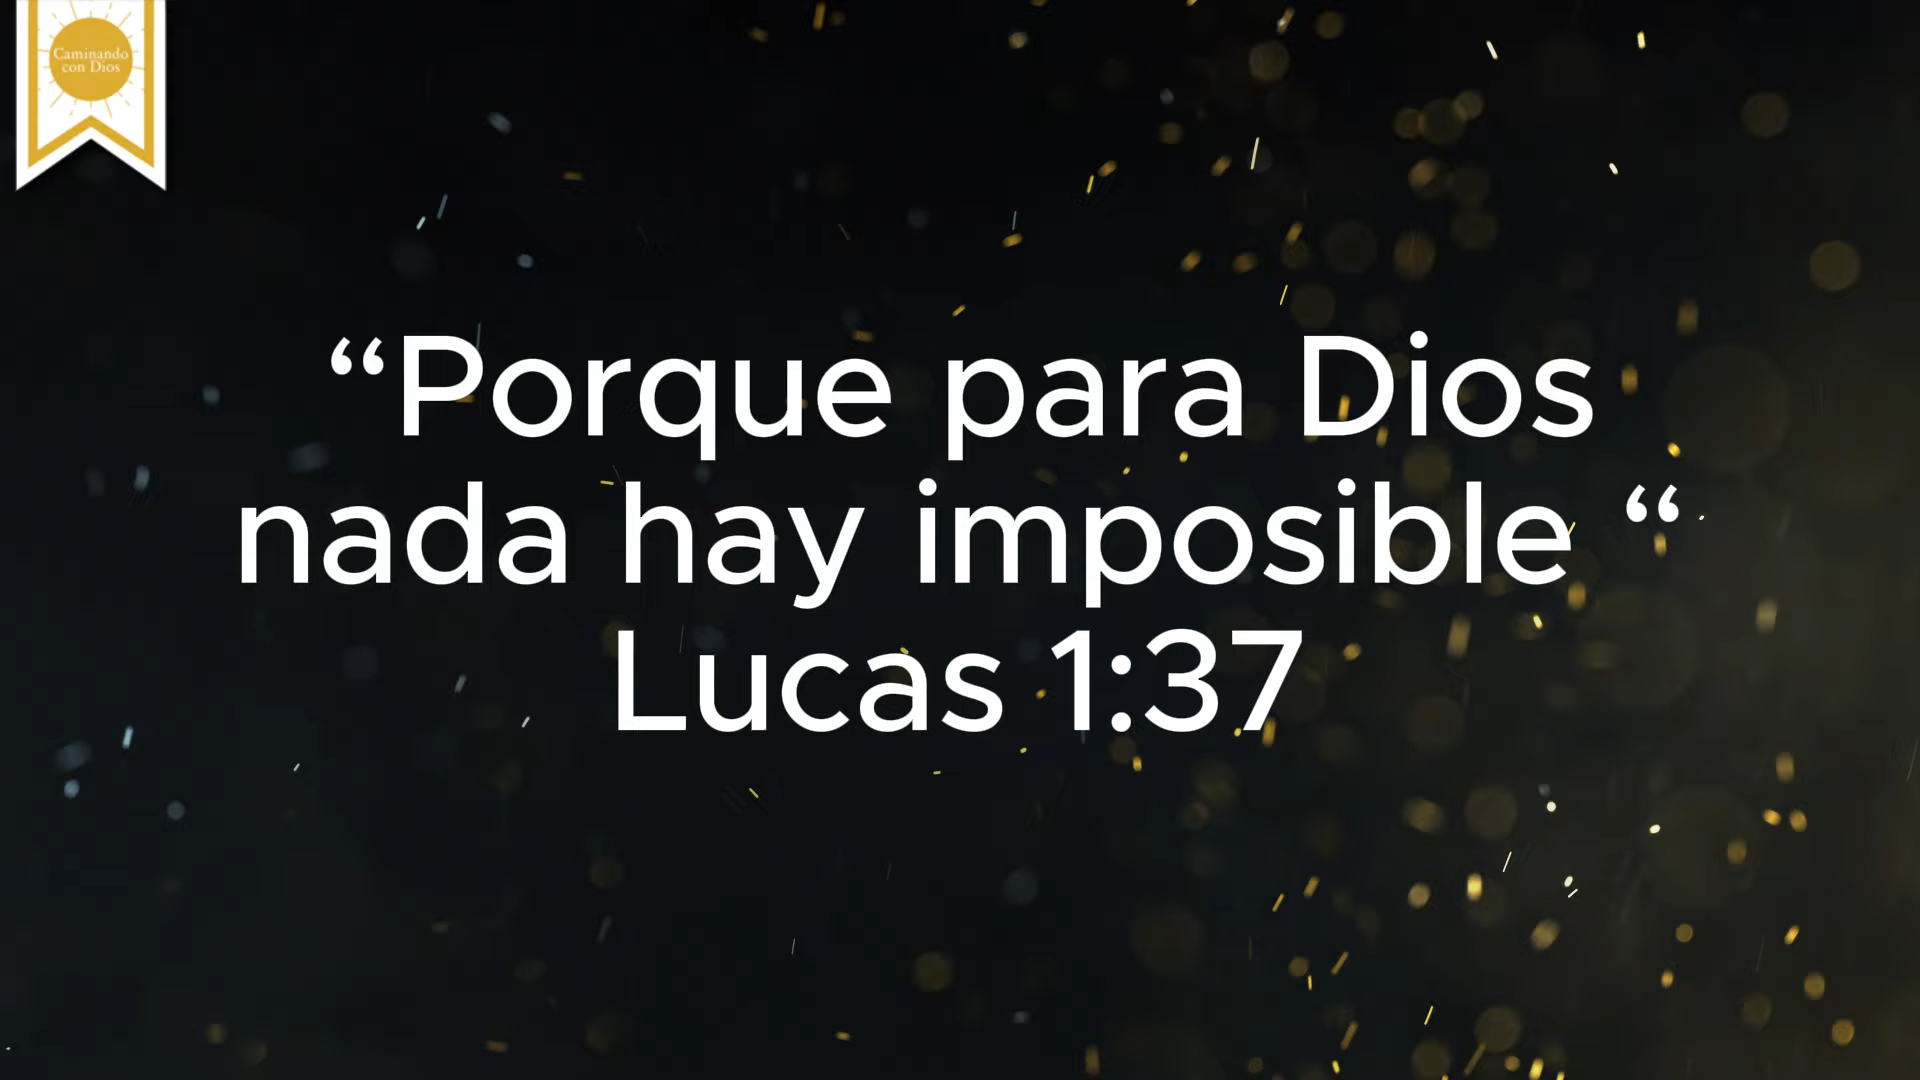 Caminando
con Dios
“Porque para Dios
nada hay imposible “
Lucas 1:37